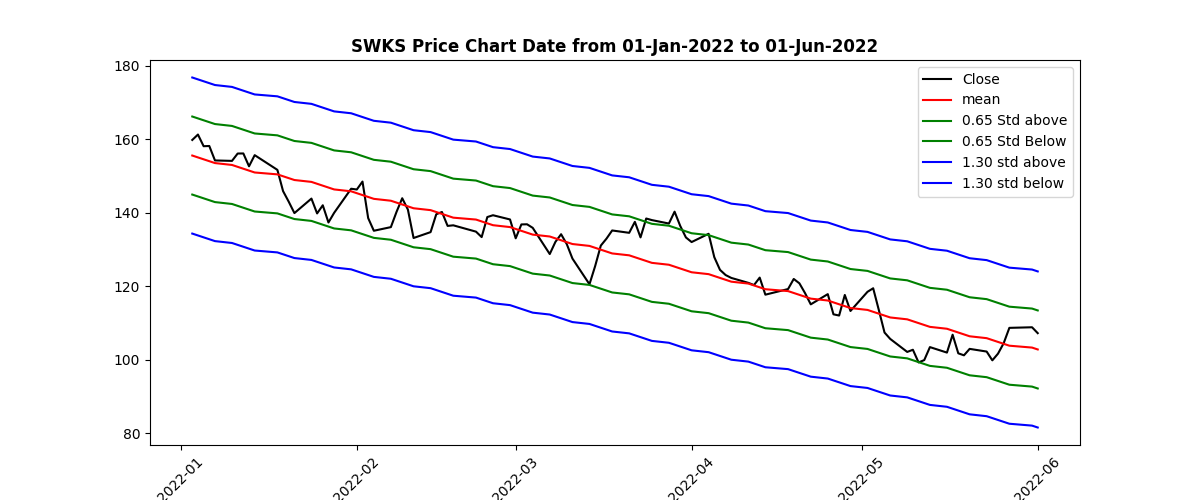 SWKS Price Chart Date from 01-Jan-2022 to 01-Jun-2022
180
160
140
120
100
80
Close
mean
0.65 Std above
0.65 Std Below
1.30 std above
1.30 std below
2022-01
2022-02
2022-03
2022-04
2022-05
2022-06